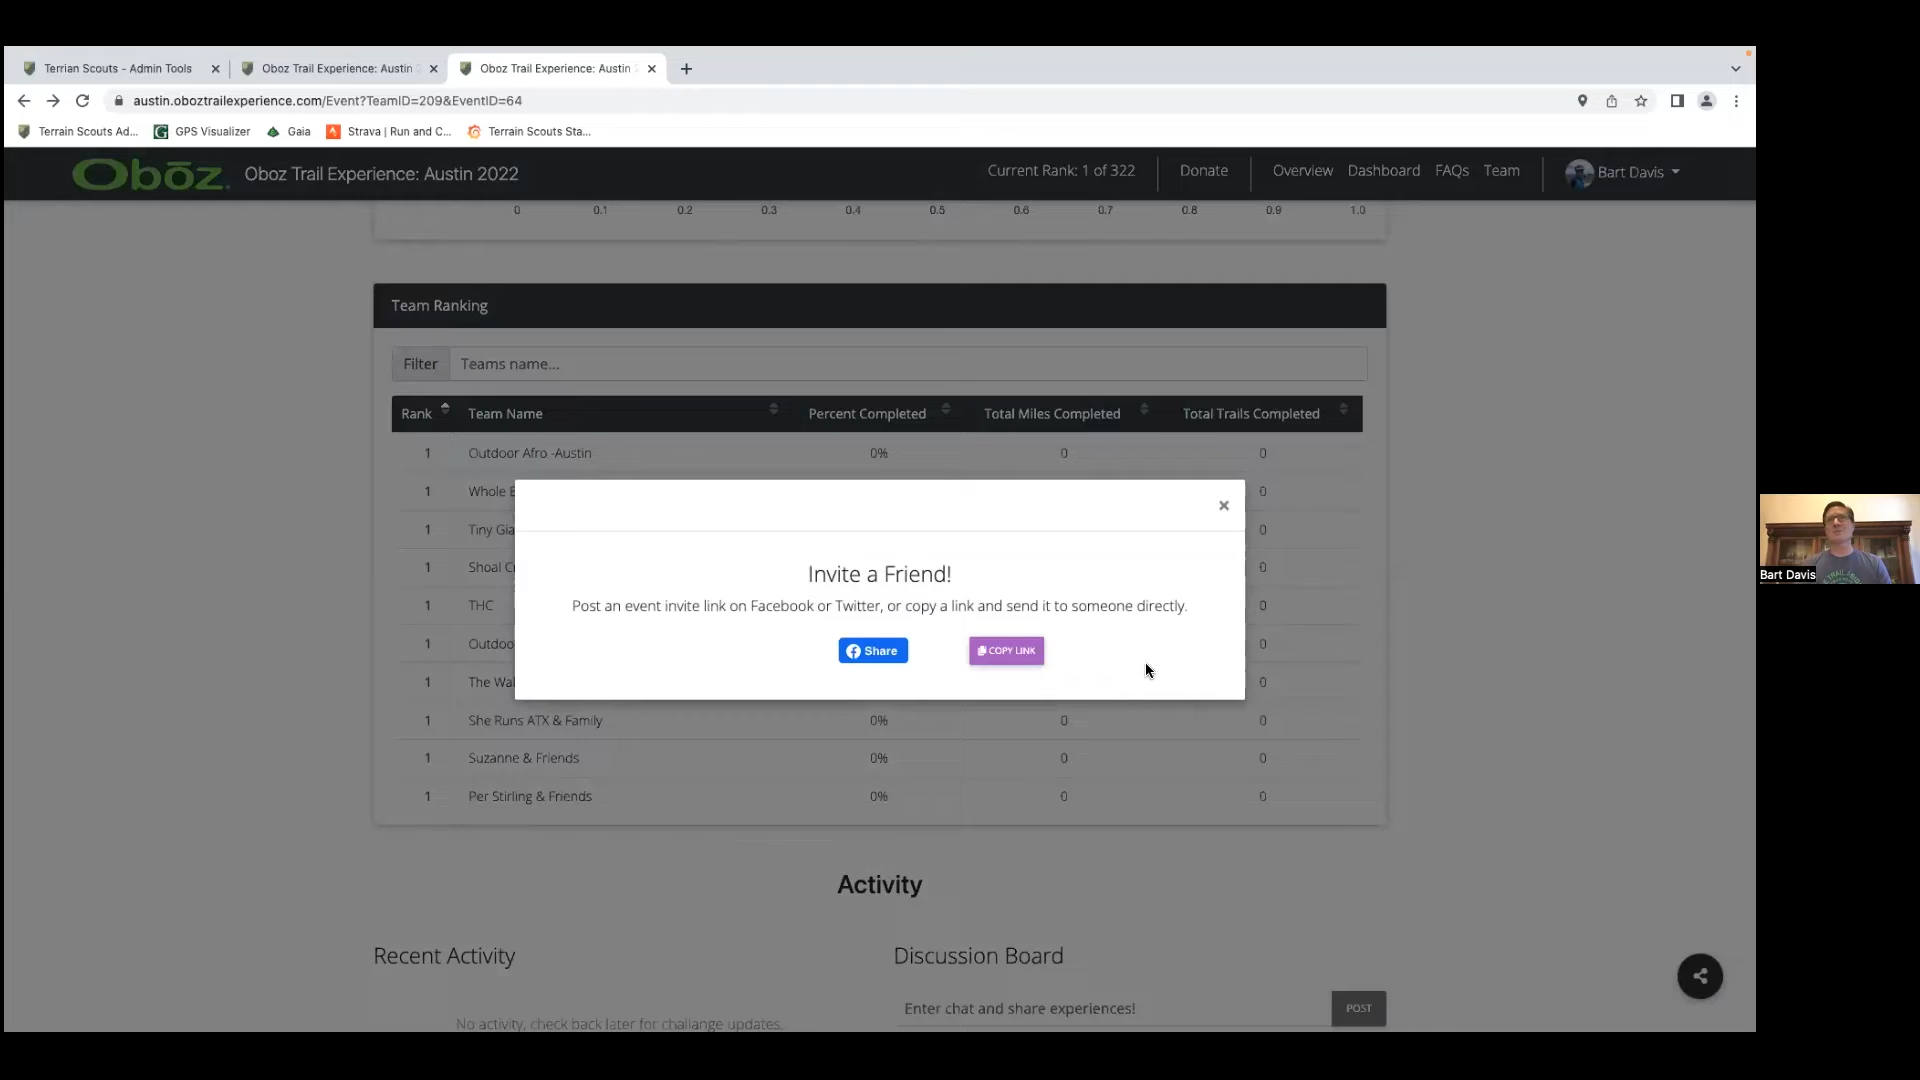 Terrian Scouts - Admin Tools
Oboz Trail Experience: Austin
Oboz Trail Experience: Austin
austin.oboztrailexperience.com/Event?TeamID=209&EventID=64
Terrain Scouts Ad...
GPS Visualizer
Gaia
Strava | Run and C...
Terrain Scouts Sta...
Obōz.
Oboz Trail Experience: Austin 2022
Current Rank: 1 of 322
Donate
Overview
Dashboard
FAQs
Team
Bart Davis
0 0.1 0.2 0.3 0.4 0.5 0.6 0.7 0.8 0.9 1.0
Team Ranking
Filter Teams name...
Rank Team Name Percent Completed Total Miles Completed Total Trails Completed
1 Outdoor Afro -Austin 0% 0 0
1 Whole 0
1 Tiny Gia 0
1 Shoal 0
1 THC 0
1 Outdoo 0
1 The Wal 0
1 She Runs ATX & Family 0% 0 0
1 Suzanne & Friends 0% 0 0
1 Per Stirling & Friends 0% 0 0
×
Invite a Friend!
Post an event invite link on Facebook or Twitter, or copy a link and send it to someone directly.
Share
COPY LINK
Activity
Recent Activity
No activity, check back later for challange updates.
Discussion Board
Enter chat and share experiences!
POST
Bart Davis